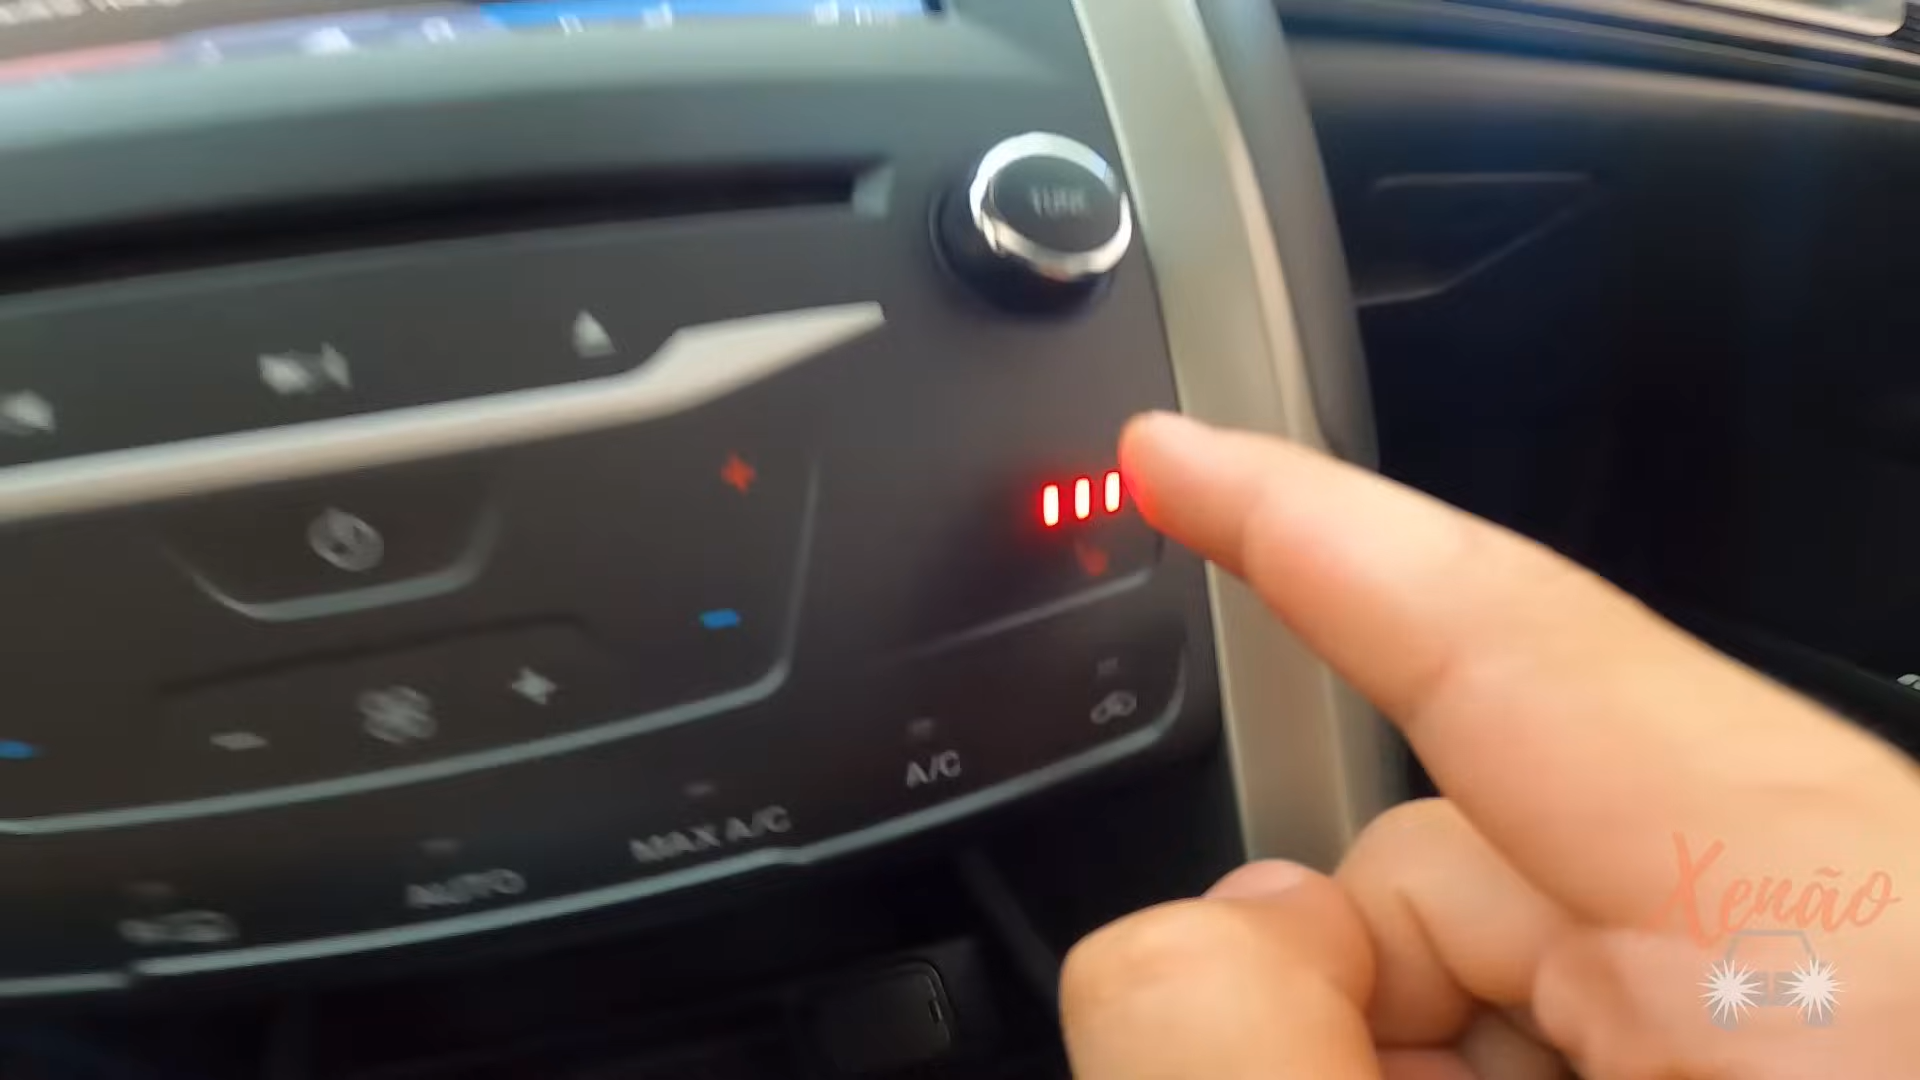 TUNE
A/C
MAX A/C
AUTO
Xenão